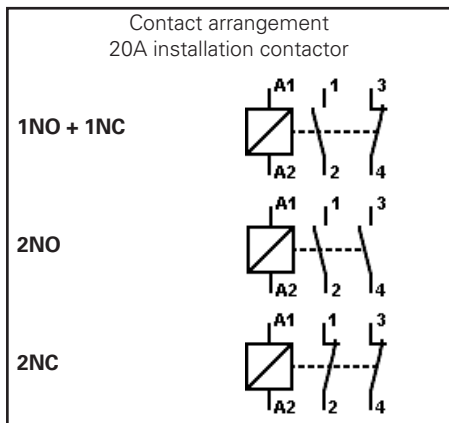 Contact arrangement
20A installation contactor
A1 1 3
1NO + 1NC
A2 2 4
A1 1 3
2NO
A2 2 4
A1 1 3
2NC
A2 2 4